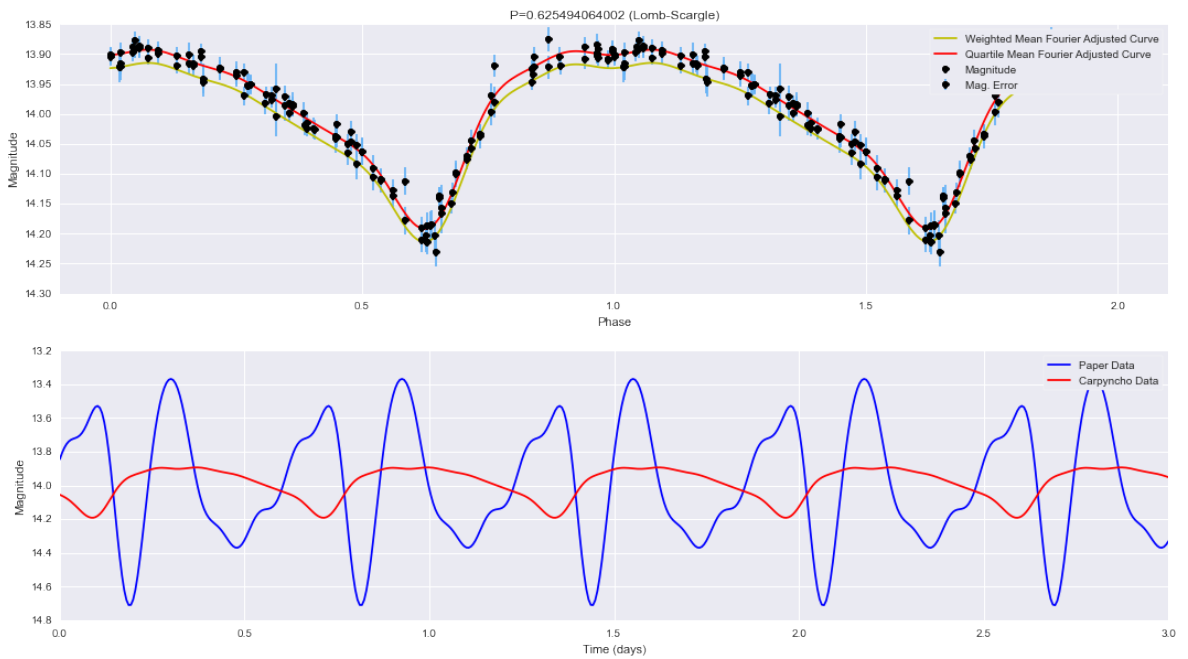 P=0.625494064002 (Lomb-Scargle)
13.85
13.90
13.95
14.00
14.05
14.10
14.15
14.20
14.25
14.30
Magnitude
Weighted Mean Fourier Adjusted Curve
Quartile Mean Fourier Adjusted Curve
Magnitude
Mag. Error
0.0 0.5 1.0 1.5 2.0
Phase
13.2
13.4
13.6
13.8
14.0
14.2
14.4
14.6
14.8
Magnitude
Paper Data
Carpyncho Data
0.0 0.5 1.0 1.5 2.0 2.5 3.0
Time (days)